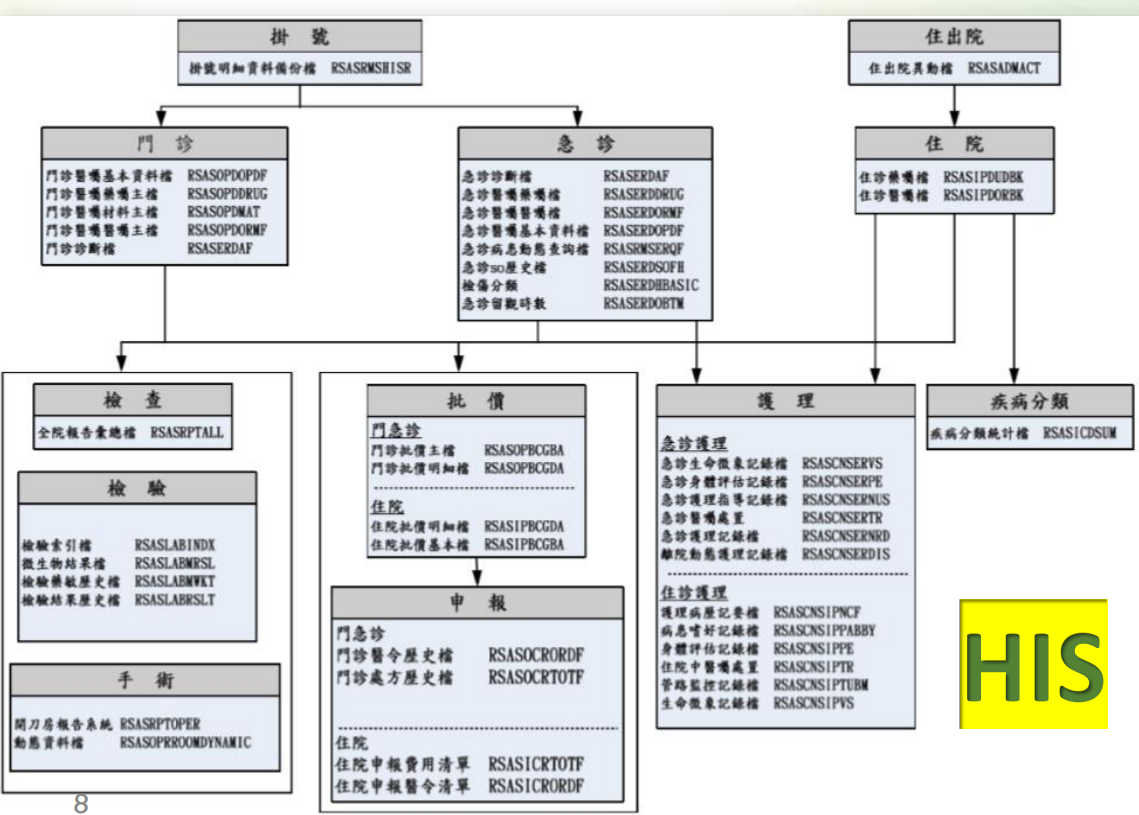 掛 號
掛號明細資料備份檔 RSASRMSHISR
住出院
住出院異動檔 RSASADMACT
門 診
門診醫囑基本資料檔 RSASOPDOPDF
門診醫囑藥囑主檔 RSASOPDDRUG
門診醫囑材料主檔 RSASOPDMAT
門診醫囑醫囑主檔 RSASOPDORMF
門診診斷檔 RSASERDAF
急 診
急診診斷檔 RSASERDAF
急診醫囑藥囑檔 RSASERDDRUG
急診醫囑醫囑檔 RSASERDORMF
急診醫囑基本資料檔 RSASERDOPDF
急診病患動態查詢檔 RSASRMSERQF
急診SO歷史檔 RSASERDSOFH
檢傷分類 RSASERDHBASIC
急診留觀時數 RSASERDOBTM
住 院
住診藥囑檔 RSASIPDUDBK
住診醫囑檔 RSASIPDORBK
檢 查
全院報告彙總檔 RSASRPTALL
檢 驗
檢驗索引檔 RSASLABINDX
微生物結果檔 RSASLABMRSL
檢驗藥敏歷史檔 RSASLABMWKT
檢驗結果歷史檔 RSASLABRSLT
手 術
開刀房報告系統 RSASRPTOPER
動態資料檔 RSASOPRROOMDYNAMIC
批 價
門急診
門診批價主檔 RSASOPBCGBA
門診批價明細檔 RSASOPBCGDA
住院
住院批價明細檔 RSASIPBCGDA
住院批價基本檔 RSASIPBCGBA
申 報
門急診
門診醫令歷史檔 RSASOCRORDF
門診處方歷史檔 RSASOCRTOTF
住院
住院申報費用清單 RSASICRTOTF
住院申報醫令清單 RSASICRORDF
護 理
急診護理
急診生命徵象記錄檔 RSASCNSERVS
急診身體評估記錄檔 RSASCNSERPE
急診護理指導記錄檔 RSASCNSERNUS
急診醫囑處置 RSASCNSERTR
急診護理記錄檔 RSASCNSERNRD
離院動態護理記錄檔 RSASCNSERDIS
住診護理
護理病歷記要檔 RSASCNSIPNCF
病患嗜好記錄檔 RSASCNSIPPABBY
身體評估記錄檔 RSASCNSIPPE
住院中醫囑處置 RSASCNSIPTR
管路監控記錄檔 RSASCNSIPTUBM
生命徵象記錄檔 RSASCNSIPVS
疾病分類
疾病分類統計檔 RSASICDSUM
HIS
8